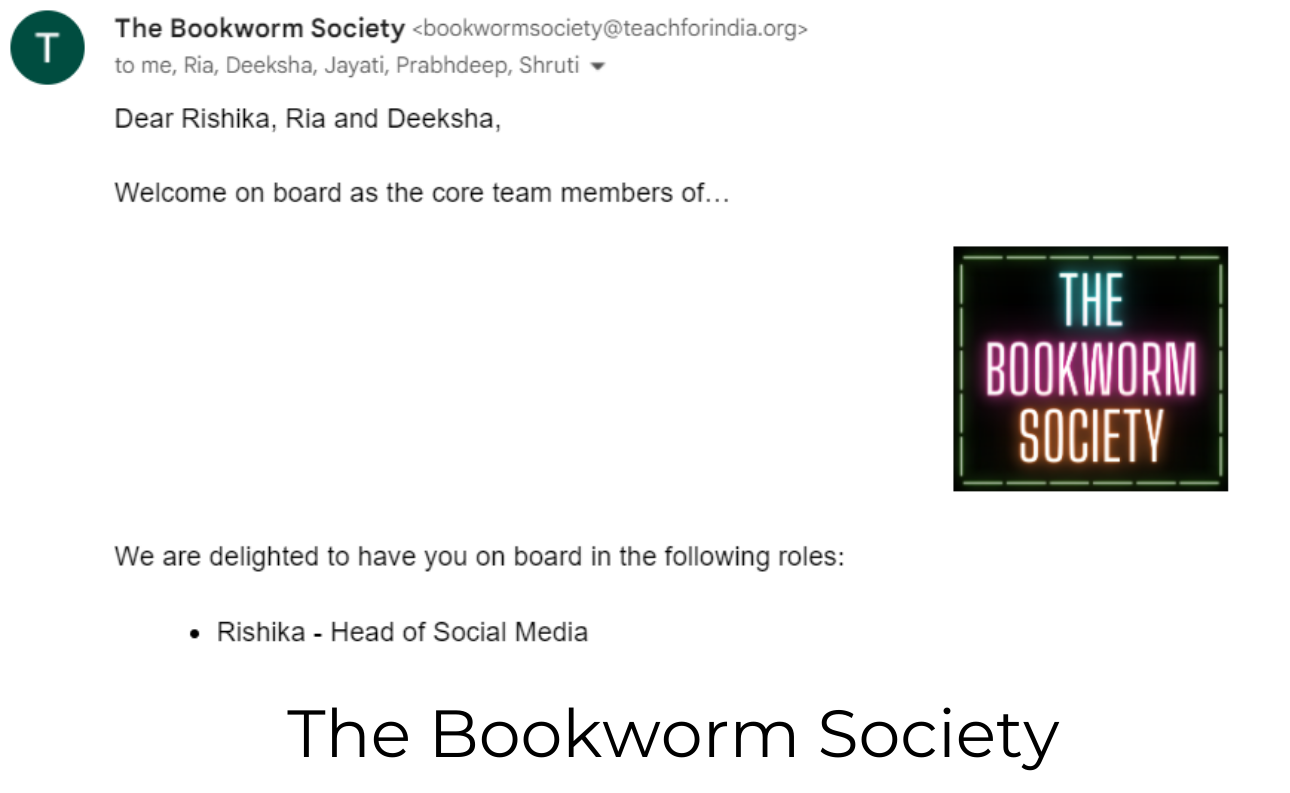 T
The Bookworm Society <bookwormsociety@teachforindia.org>
to me, Ria, Deeksha, Jayati, Prabhdeep, Shruti
Dear Rishika, Ria and Deeksha,
Welcome on board as the core team members of…
THE
BOOKWORM
SOCIETY
We are delighted to have you on board in the following roles:
• Rishika - Head of Social Media
The Bookworm Society